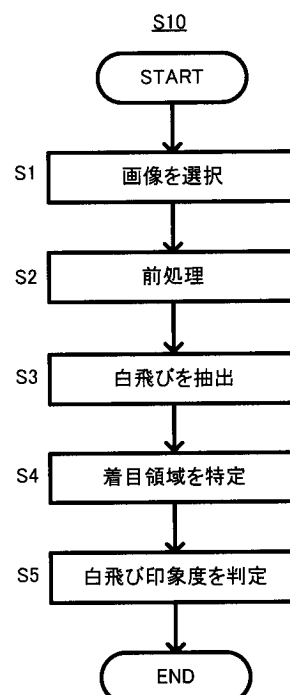 S10
START
S1 画像を選択
S2 前処理
S3 白飛びを抽出
S4 着目領域を特定
S5 白飛び印象度を判定
END